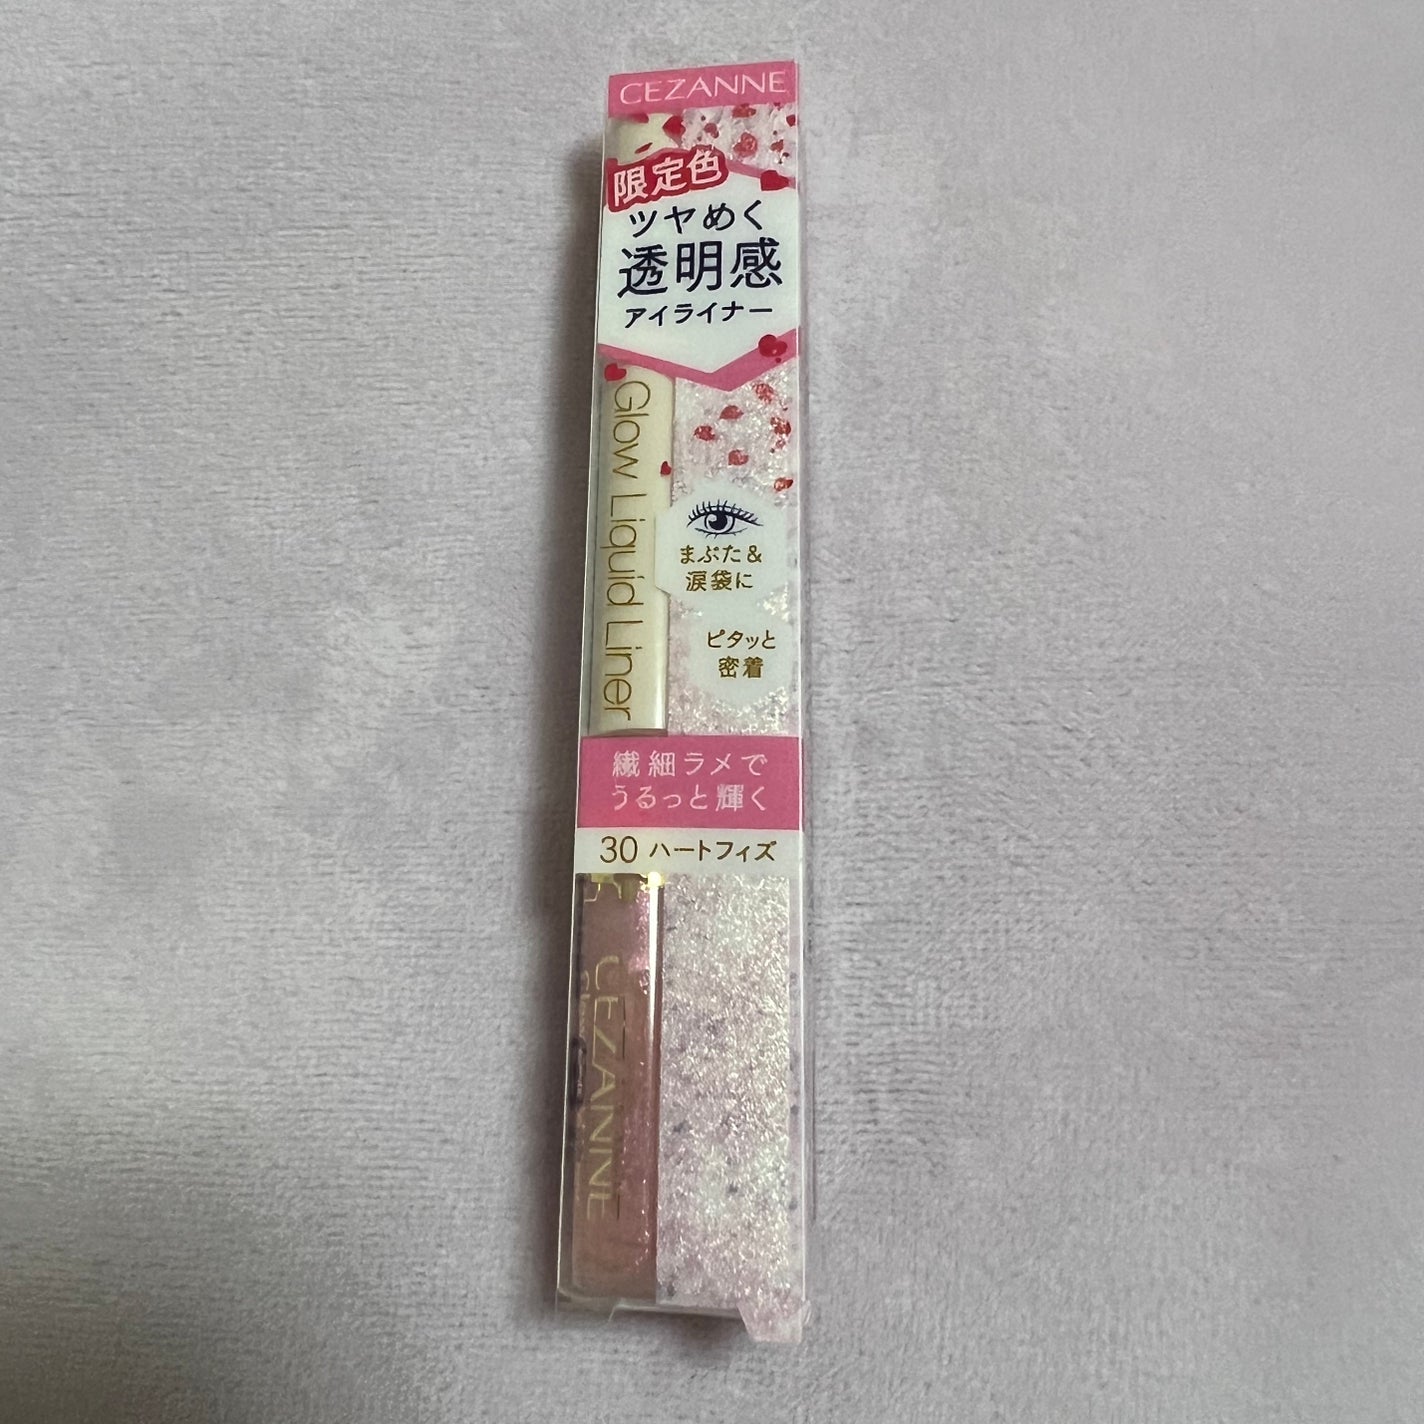 CEZANNE
限定色
ツヤめく
透明感
アイライナー
Glow Liquid Liner
まぶた&
涙袋に
ピタッと
密着
繊細ラメで
うるっと輝く
30 ハートフィズ
CEZANNE